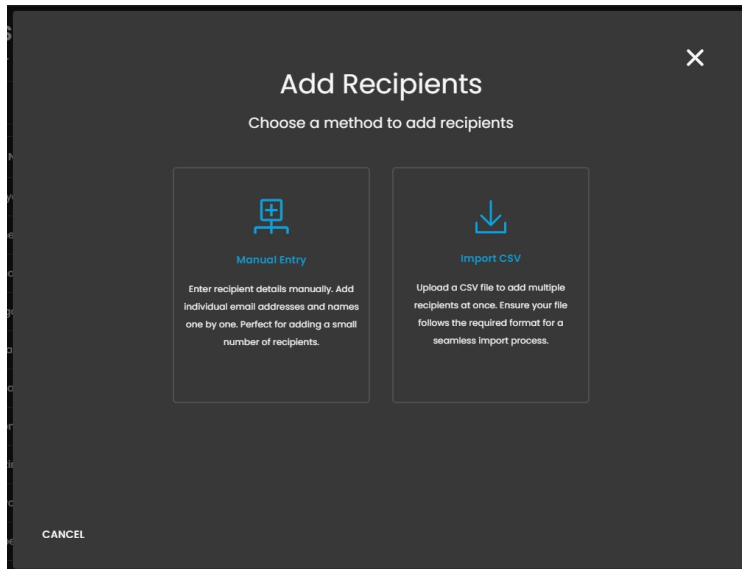 Add Recipients
Choose a method to add recipients
Manual Entry
Enter recipient details manually. Add
individual email addresses and names
one by one. Perfect for adding a small
number of recipients.
Import CSV
Upload a CSV file to add multiple
recipients at once. Ensure your file
follows the required format for a
seamless import process.
CANCEL